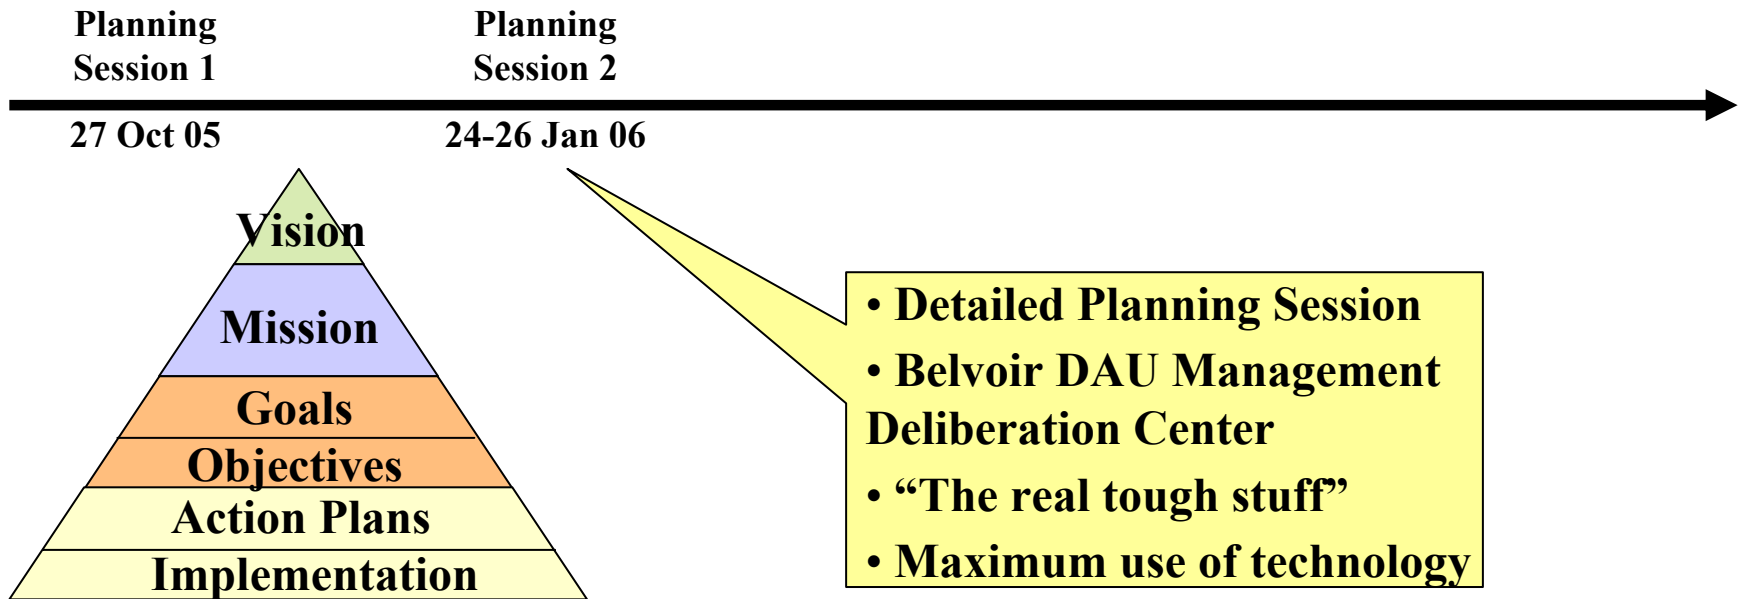 Planning
Session 1
Planning
Session 2
27 Oct 05
24-26 Jan 06
Vision
Mission
Goals
Objectives
Action Plans
Implementation
• Detailed Planning Session
• Belvoir DAU Management
Deliberation Center
• “The real tough stuff”
• Maximum use of technology